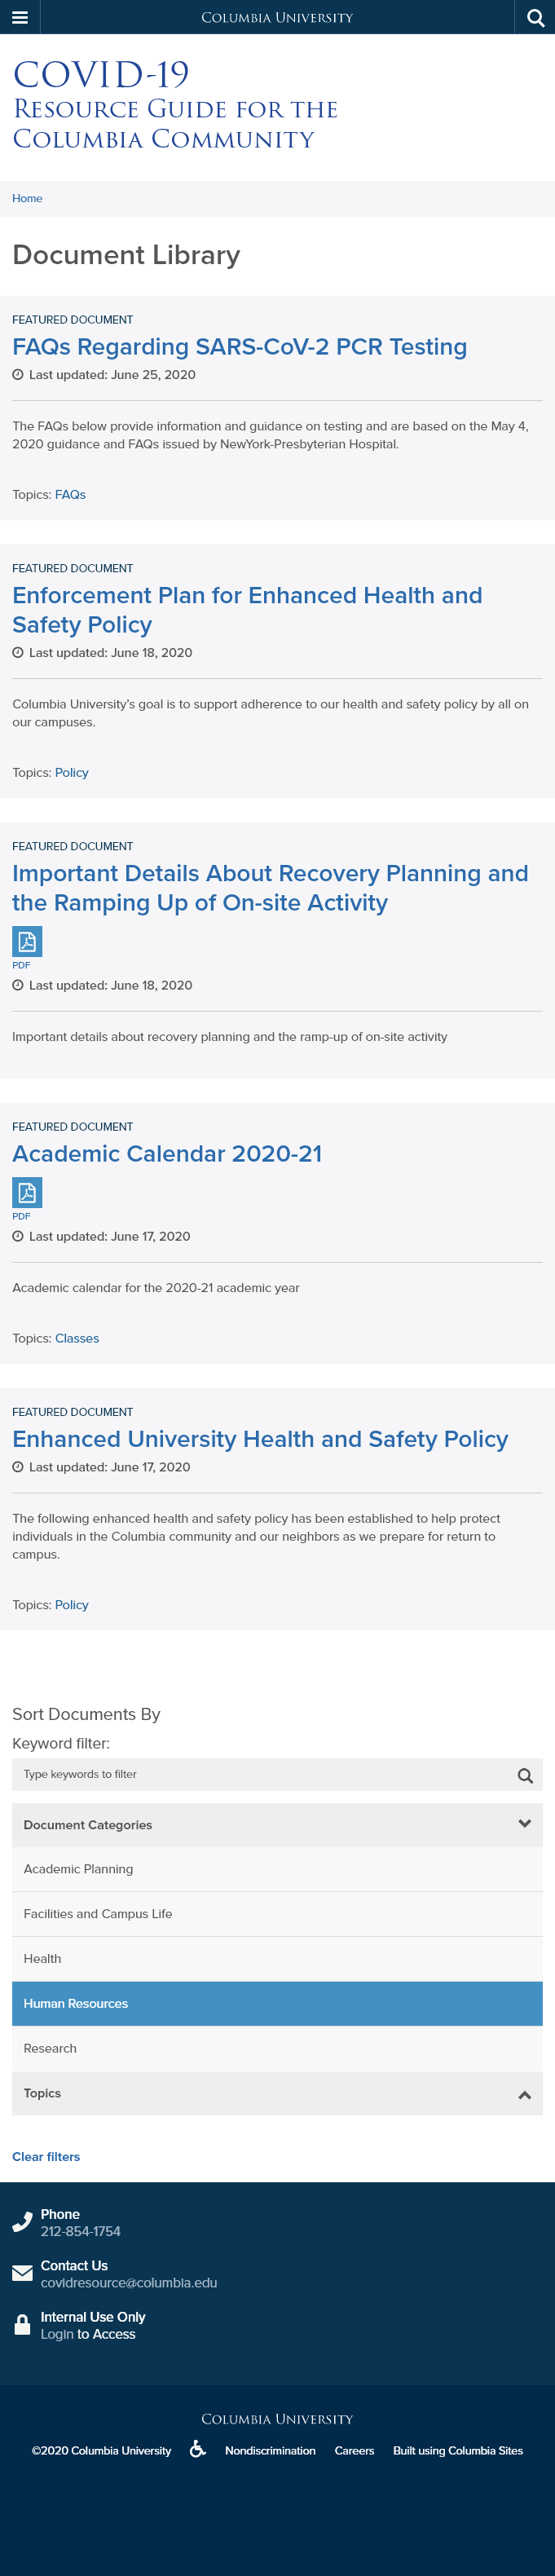 Columbia University
COVID-19
Resource Guide for the
Columbia Community
Home
Document Library
FEATURED DOCUMENT
FAQs Regarding SARS-CoV-2 PCR Testing
Last updated: June 25, 2020
The FAQs below provide information and guidance on testing and are based on the May 4,
2020 guidance and FAQs issued by NewYork-Presbyterian Hospital.
Topics: FAQs
FEATURED DOCUMENT
Enforcement Plan for Enhanced Health and
Safety Policy
Last updated: June 18, 2020
Columbia University’s goal is to support adherence to our health and safety policy by all on
our campuses.
Topics: Policy
FEATURED DOCUMENT
Important Details About Recovery Planning and
the Ramping Up of On-site Activity
PDF
Last updated: June 18, 2020
Important details about recovery planning and the ramp-up of on-site activity
FEATURED DOCUMENT
Academic Calendar 2020-21
PDF
Last updated: June 17, 2020
Academic calendar for the 2020-21 academic year
Topics: Classes
FEATURED DOCUMENT
Enhanced University Health and Safety Policy
Last updated: June 17, 2020
The following enhanced health and safety policy has been established to help protect
individuals in the Columbia community and our neighbors as we prepare for return to
campus.
Topics: Policy
Sort Documents By
Keyword filter:
Type keywords to filter
Document Categories
Academic Planning
Facilities and Campus Life
Health
Human Resources
Research
Topics
Clear filters
Phone
212-854-1754
Contact Us
covidresource@columbia.edu
Internal Use Only
Login to Access
Columbia University
©2020 Columbia University Nondiscrimination Careers Built using Columbia Sites